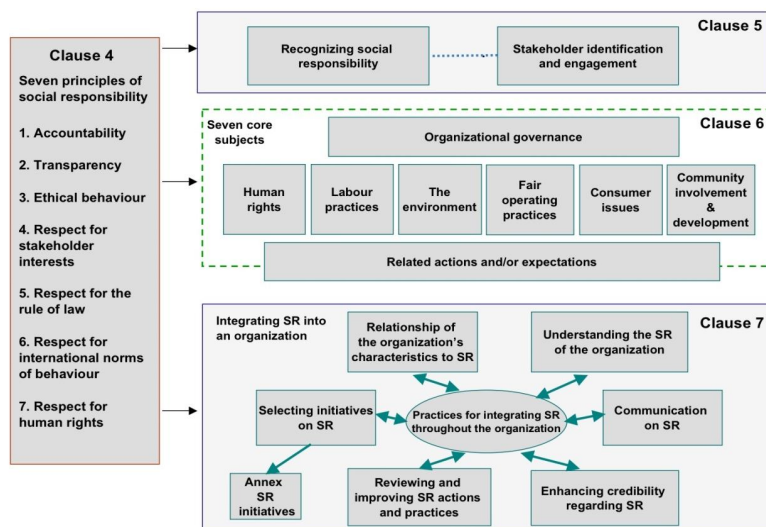 Clause 4
Seven principles of
social responsibility
1. Accountability
2. Transparency
3. Ethical behaviour
4. Respect for
stakeholder
interests
5. Respect for the
rule of law
6. Respect for
international norms
of behaviour
7. Respect for
human rights
Clause 5
Recognizing social
responsibility
Stakeholder identification
and engagement
Clause 6
Seven core
subjects
Organizational governance
Human
rights
Labour
practices
The
environment
Fair
operating
practices
Consumer
issues
Community
involvement
&
development
Related actions and/or expectations
Clause 7
Integrating SR into
an organization
Relationship of
the organization's
characteristics to SR
Understanding the SR
of the organization
Selecting initiatives
on SR
Practices for integrating SR
throughout the organization
Communication
on SR
Annex
SR
initiatives
Reviewing and
improving SR actions
and practices
Enhancing credibility
regarding SR